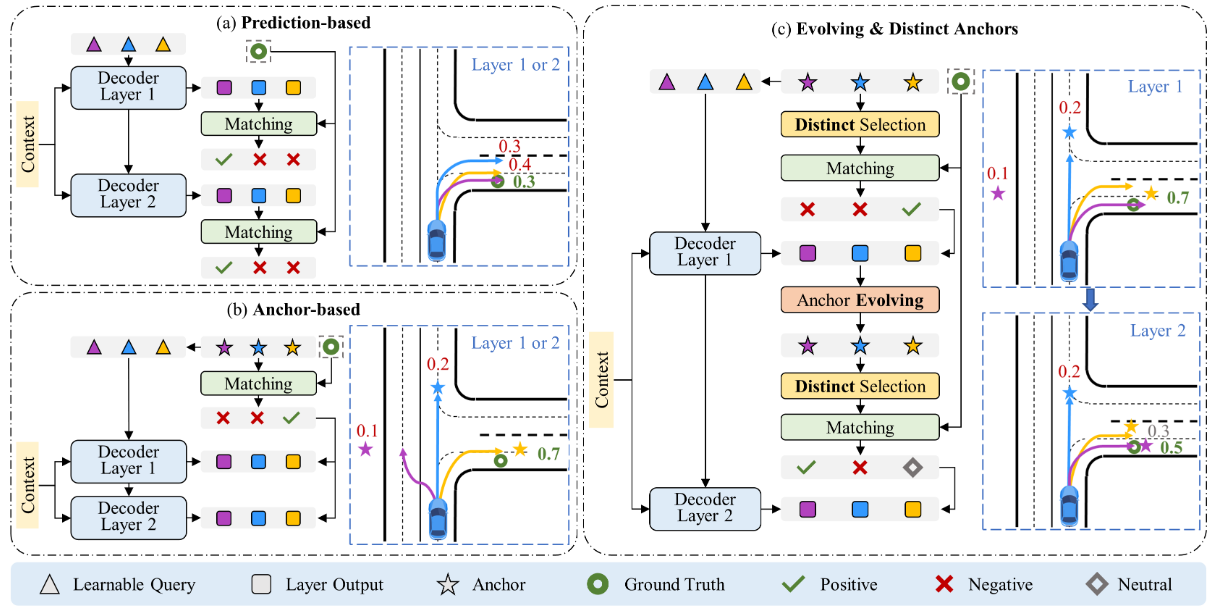 (a) Prediction-based
Decoder
Layer 1
Matching
Context
Decoder
Layer 2
Matching
Layer 1 or 2
0.3
0.4
0.3
(b) Anchor-based
Matching
Context
Decoder
Layer 1
Decoder
Layer 2
Layer 1 or 2
0.2
0.1
0.7
(c) Evolving & Distinct Anchors
Distinct Selection
Matching
Decoder
Layer 1
Anchor Evolving
Context
Distinct Selection
Matching
Decoder
Layer 2
Layer 1
0.2
0.1
0.7
Layer 2
0.2
0.3
0.5
Learnable Query
Layer Output
Anchor
Ground Truth
Positive
Negative
Neutral